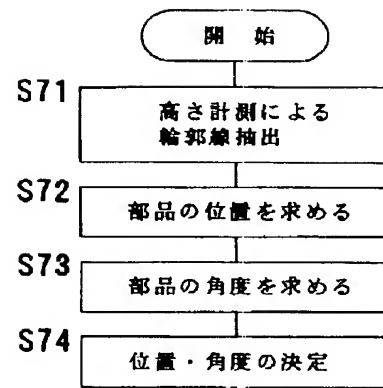 開 始
S71
高さ計測による
輪郭線抽出
S72
部品の位置を求める
S73
部品の角度を求める
S74
位置・角度の決定